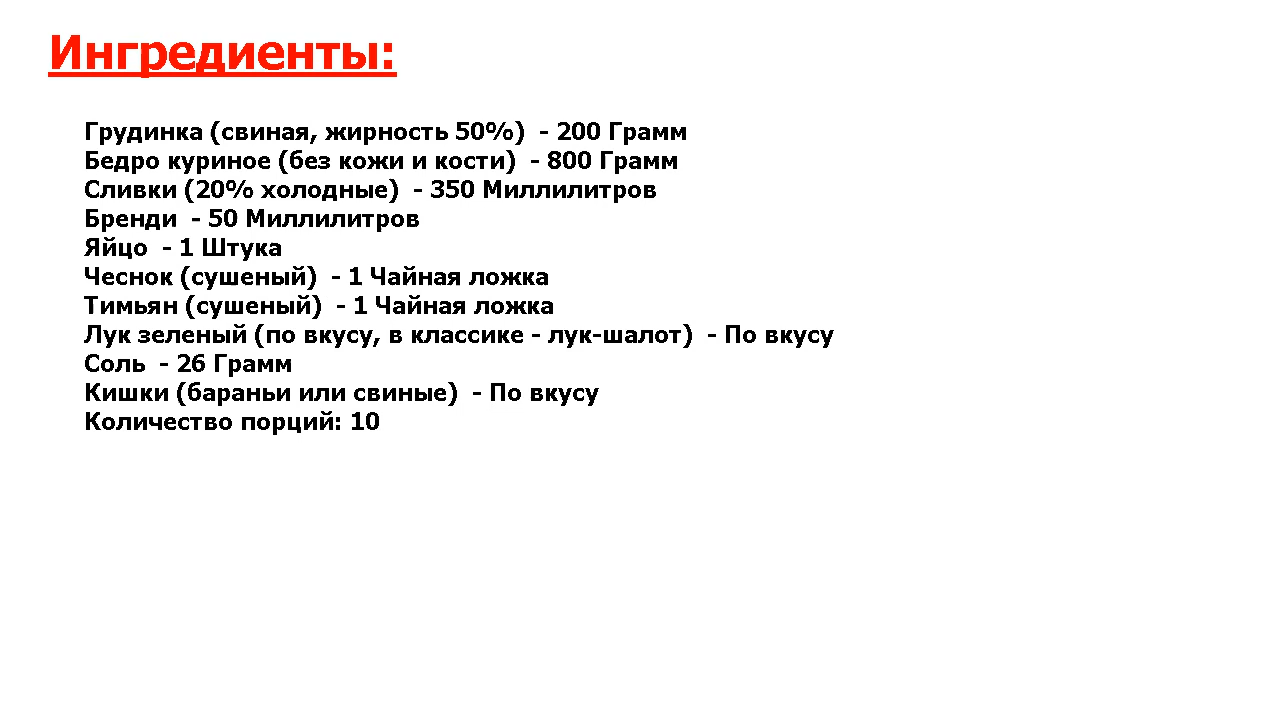 Ингредиенты:
Грудинка (свиная, жирность 50%)  - 200 Грамм
Бедро куриное (без кожи и кости)  - 800 Грамм
Сливки (20% холодные)  - 350 Миллилитров
Бренди  - 50 Миллилитров
Яйцо  - 1 Штука
Чеснок (сушеный)  - 1 Чайная ложка
Тимьян (сушеный)  - 1 Чайная ложка
Лук зеленый (по вкусу, в классике - лук-шалот)  - По вкусу
Соль  - 26 Грамм
Кишки (бараньи или свиные)  - По вкусу
Количество порций: 10